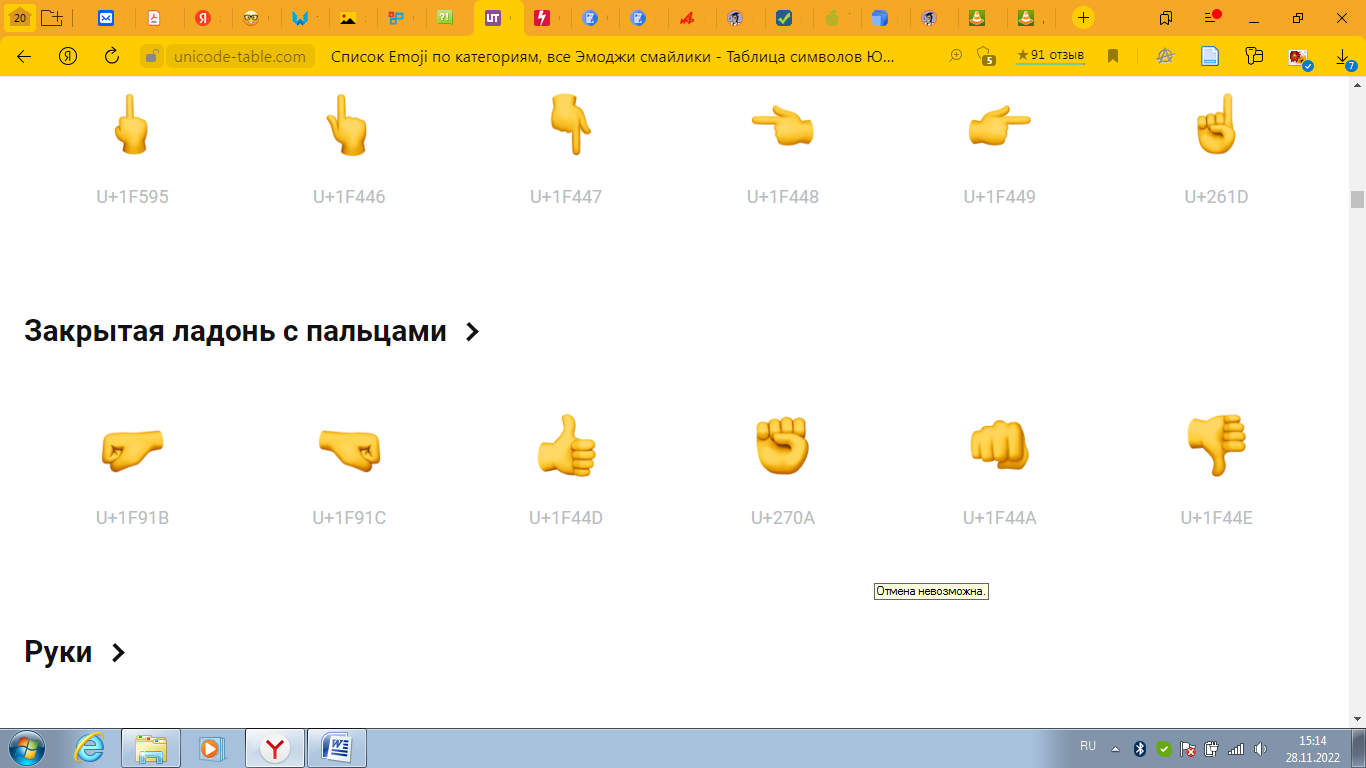 20
unicode-table.com
Список Emoji по категориям, все Эмоджи смайлики - Таблица символов Ю...
5
★ 91 отзыв
7
U+1F595
U+1F446
U+1F447
U+1F448
U+1F449
U+261D
Закрытая ладонь с пальцами
U+1F91B
U+1F91C
U+1F44D
U+270A
U+1F44A
U+1F44E
Отмена невозможна.
Руки
RU
15:14
28.11.2022